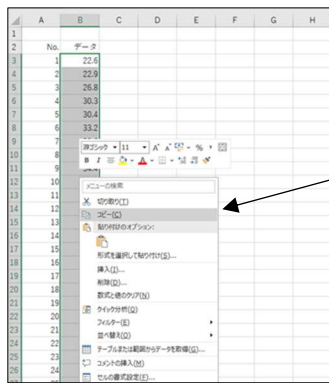 A B C D E F G H
1
2 No. データ
3 1 22.6
4 2 22.9
5 3 26.8
6 4 30.3
7 5 30.4
8 6 33.2
9 7
游ゴシック 11 A A % ,
10 8
B I A
11 9
12 10
メニューの検索
13 11
切り取り(T)
14 12
コピー(C)
15 13
貼り付けのオプション:
16 14
17 15
形式を選択して貼り付け(S)...
18 16
挿入(I)...
19 17
削除(D)...
20 18
数式と値のクリア(N)
21 19
クイック分析(Q)
22 20
フィルター(E)
23 21
並べ替え(O)
24 22
テーブルまたは範囲からデータを取得(G)...
25 23
コメントの挿入(M)
26 24
セルの書式設定(F)...